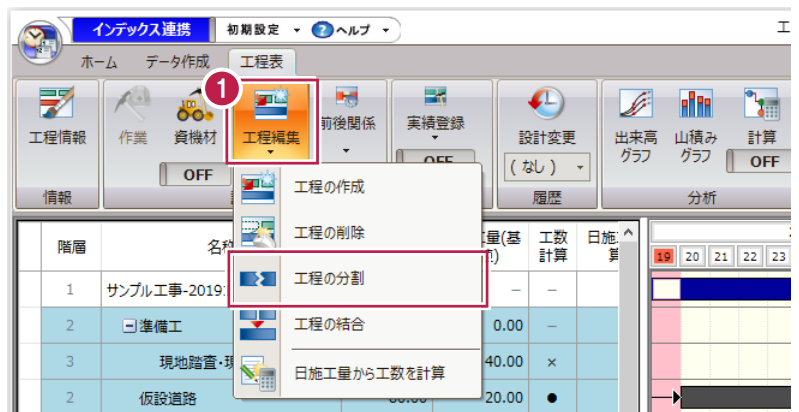 インデックス連携 初期設定 ヘルプ 工
ホーム データ作成 工程表
1
工程情報 作業 資機材 工程編集 前後関係 実績登録 設計変更 出来高グラフ 山積みグラフ 計算
OFF OFF (なし) OFF
情報 履歴 分析
工程の作成
工程の削除
工程の分割
工程の結合
日施工量から工数を計算
階層 工数計算 日施
19 20 21 22 23
1 サンプル工事-2019 – –
2 準備工 0.00 –
3 現地踏査・現 40.00 ×
2 仮設道路 20.00 ●